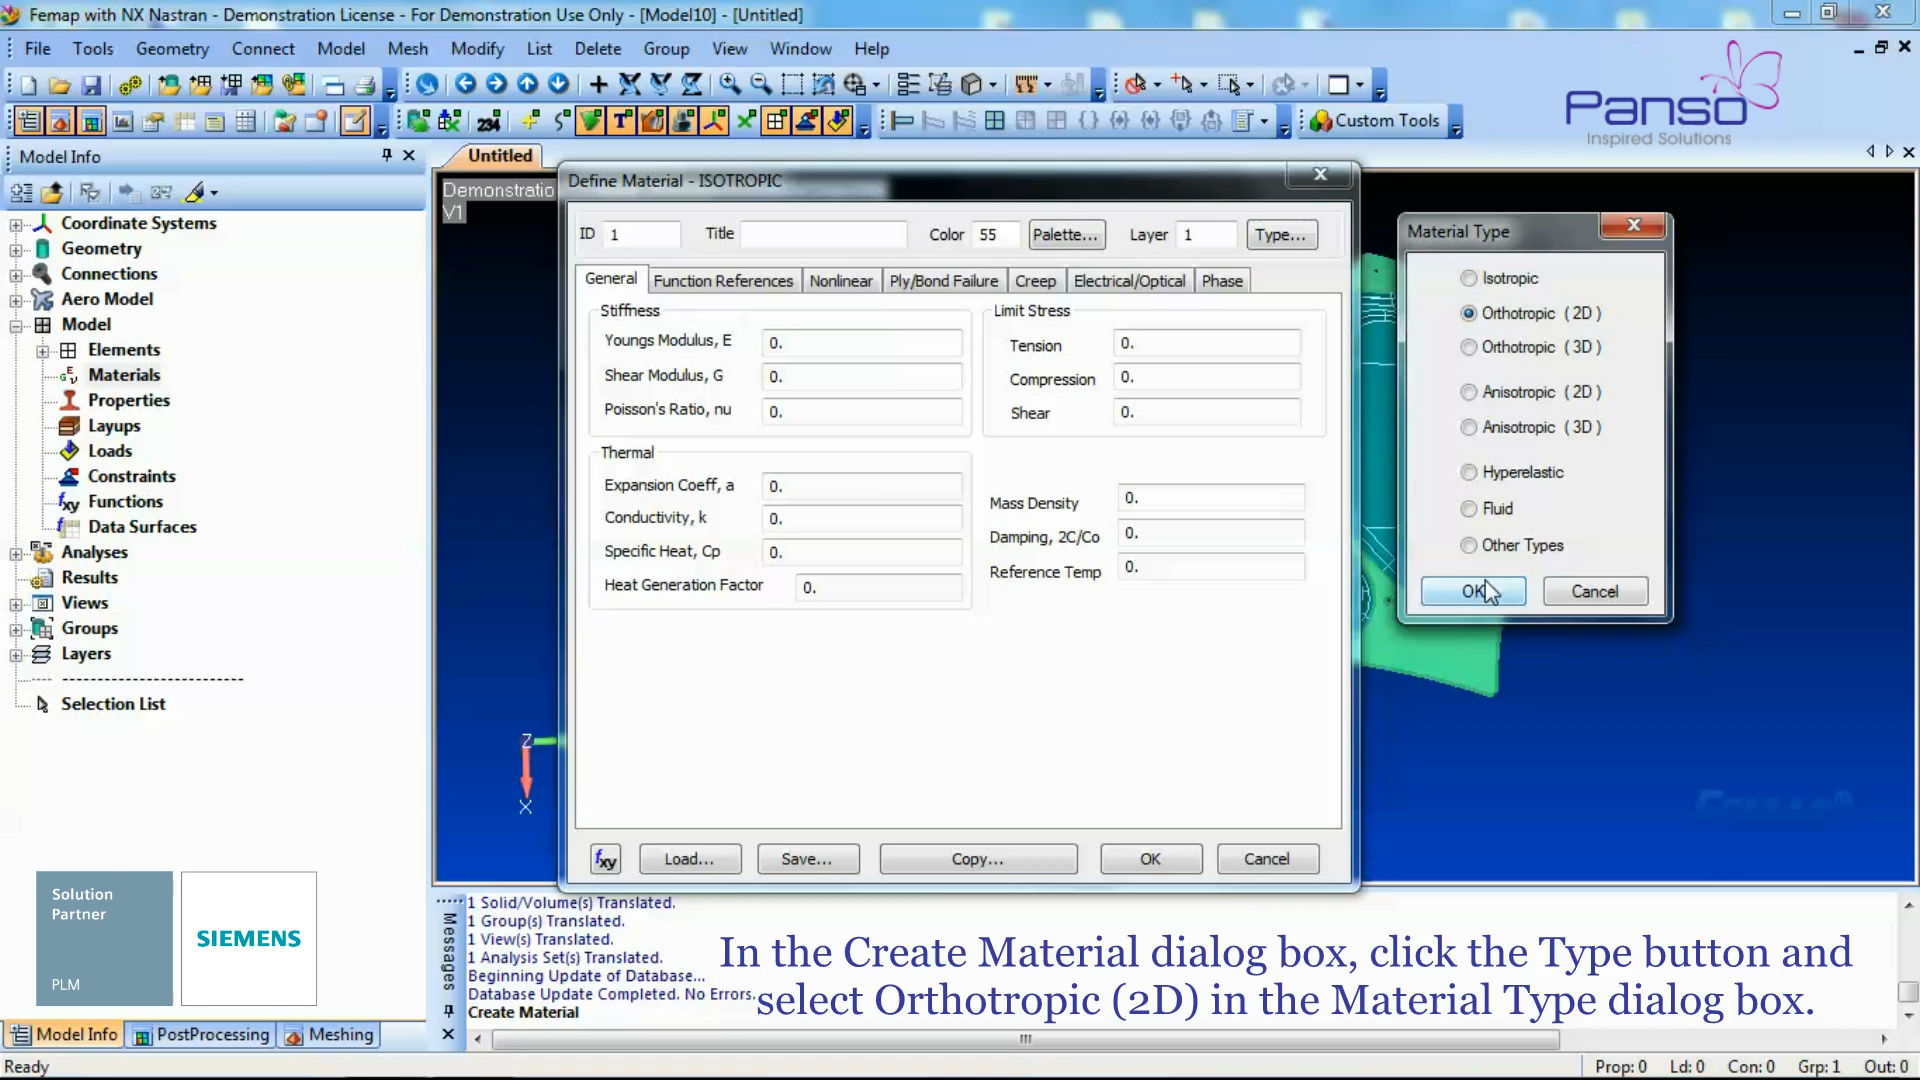 Femap with NX Nastran - Demonstration License - For Demonstration Use Only - [Model10] - [Untitled]
File Tools Geometry Connect Model Mesh Modify List Delete Group View Window Help
234
T
Custom Tools
Panso
Inspired Solutions
Model Info
Coordinate Systems
Geometry
Connections
Aero Model
Model
Elements
Materials
Properties
Layups
Loads
Constraints
Functions
Data Surfaces
Analyses
Results
Views
Groups
Layers
Selection List
Solution
Partner
PLM
SIEMENS
Model Info PostProcessing Meshing
Untitled
Demonstratio
V1
Z
X
Define Material - ISOTROPIC
ID 1 Title Color 55 Palette... Layer 1 Type...
General Function References Nonlinear Ply/Bond Failure Creep Electrical/Optical Phase
Stiffness
Youngs Modulus, E 0.
Shear Modulus, G 0.
Poisson's Ratio, nu 0.
Limit Stress
Tension 0.
Compression 0.
Shear 0.
Thermal
Expansion Coeff, a 0.
Conductivity, k 0.
Specific Heat, Cp 0.
Heat Generation Factor 0.
Mass Density 0.
Damping, 2C/Co 0.
Reference Temp 0.
fxy Load... Save... Copy... OK Cancel
Material Type
Isotropic
Orthotropic (2D)
Orthotropic (3D)
Anisotropic (2D)
Anisotropic (3D)
Hyperelastic
Fluid
Other Types
OK Cancel
Messages
1 Solid/Volume(s) Translated.
1 Group(s) Translated.
1 View(s) Translated.
1 Analysis Set(s) Translated.
Beginning Update of Database...
Database Update Completed. No Errors.
Create Material
In the Create Material dialog box, click the Type button and
select Orthotropic (2D) in the Material Type dialog box.
Ready
Prop: 0 Ld: 0 Con: 0 Grp: 1 Out: 0